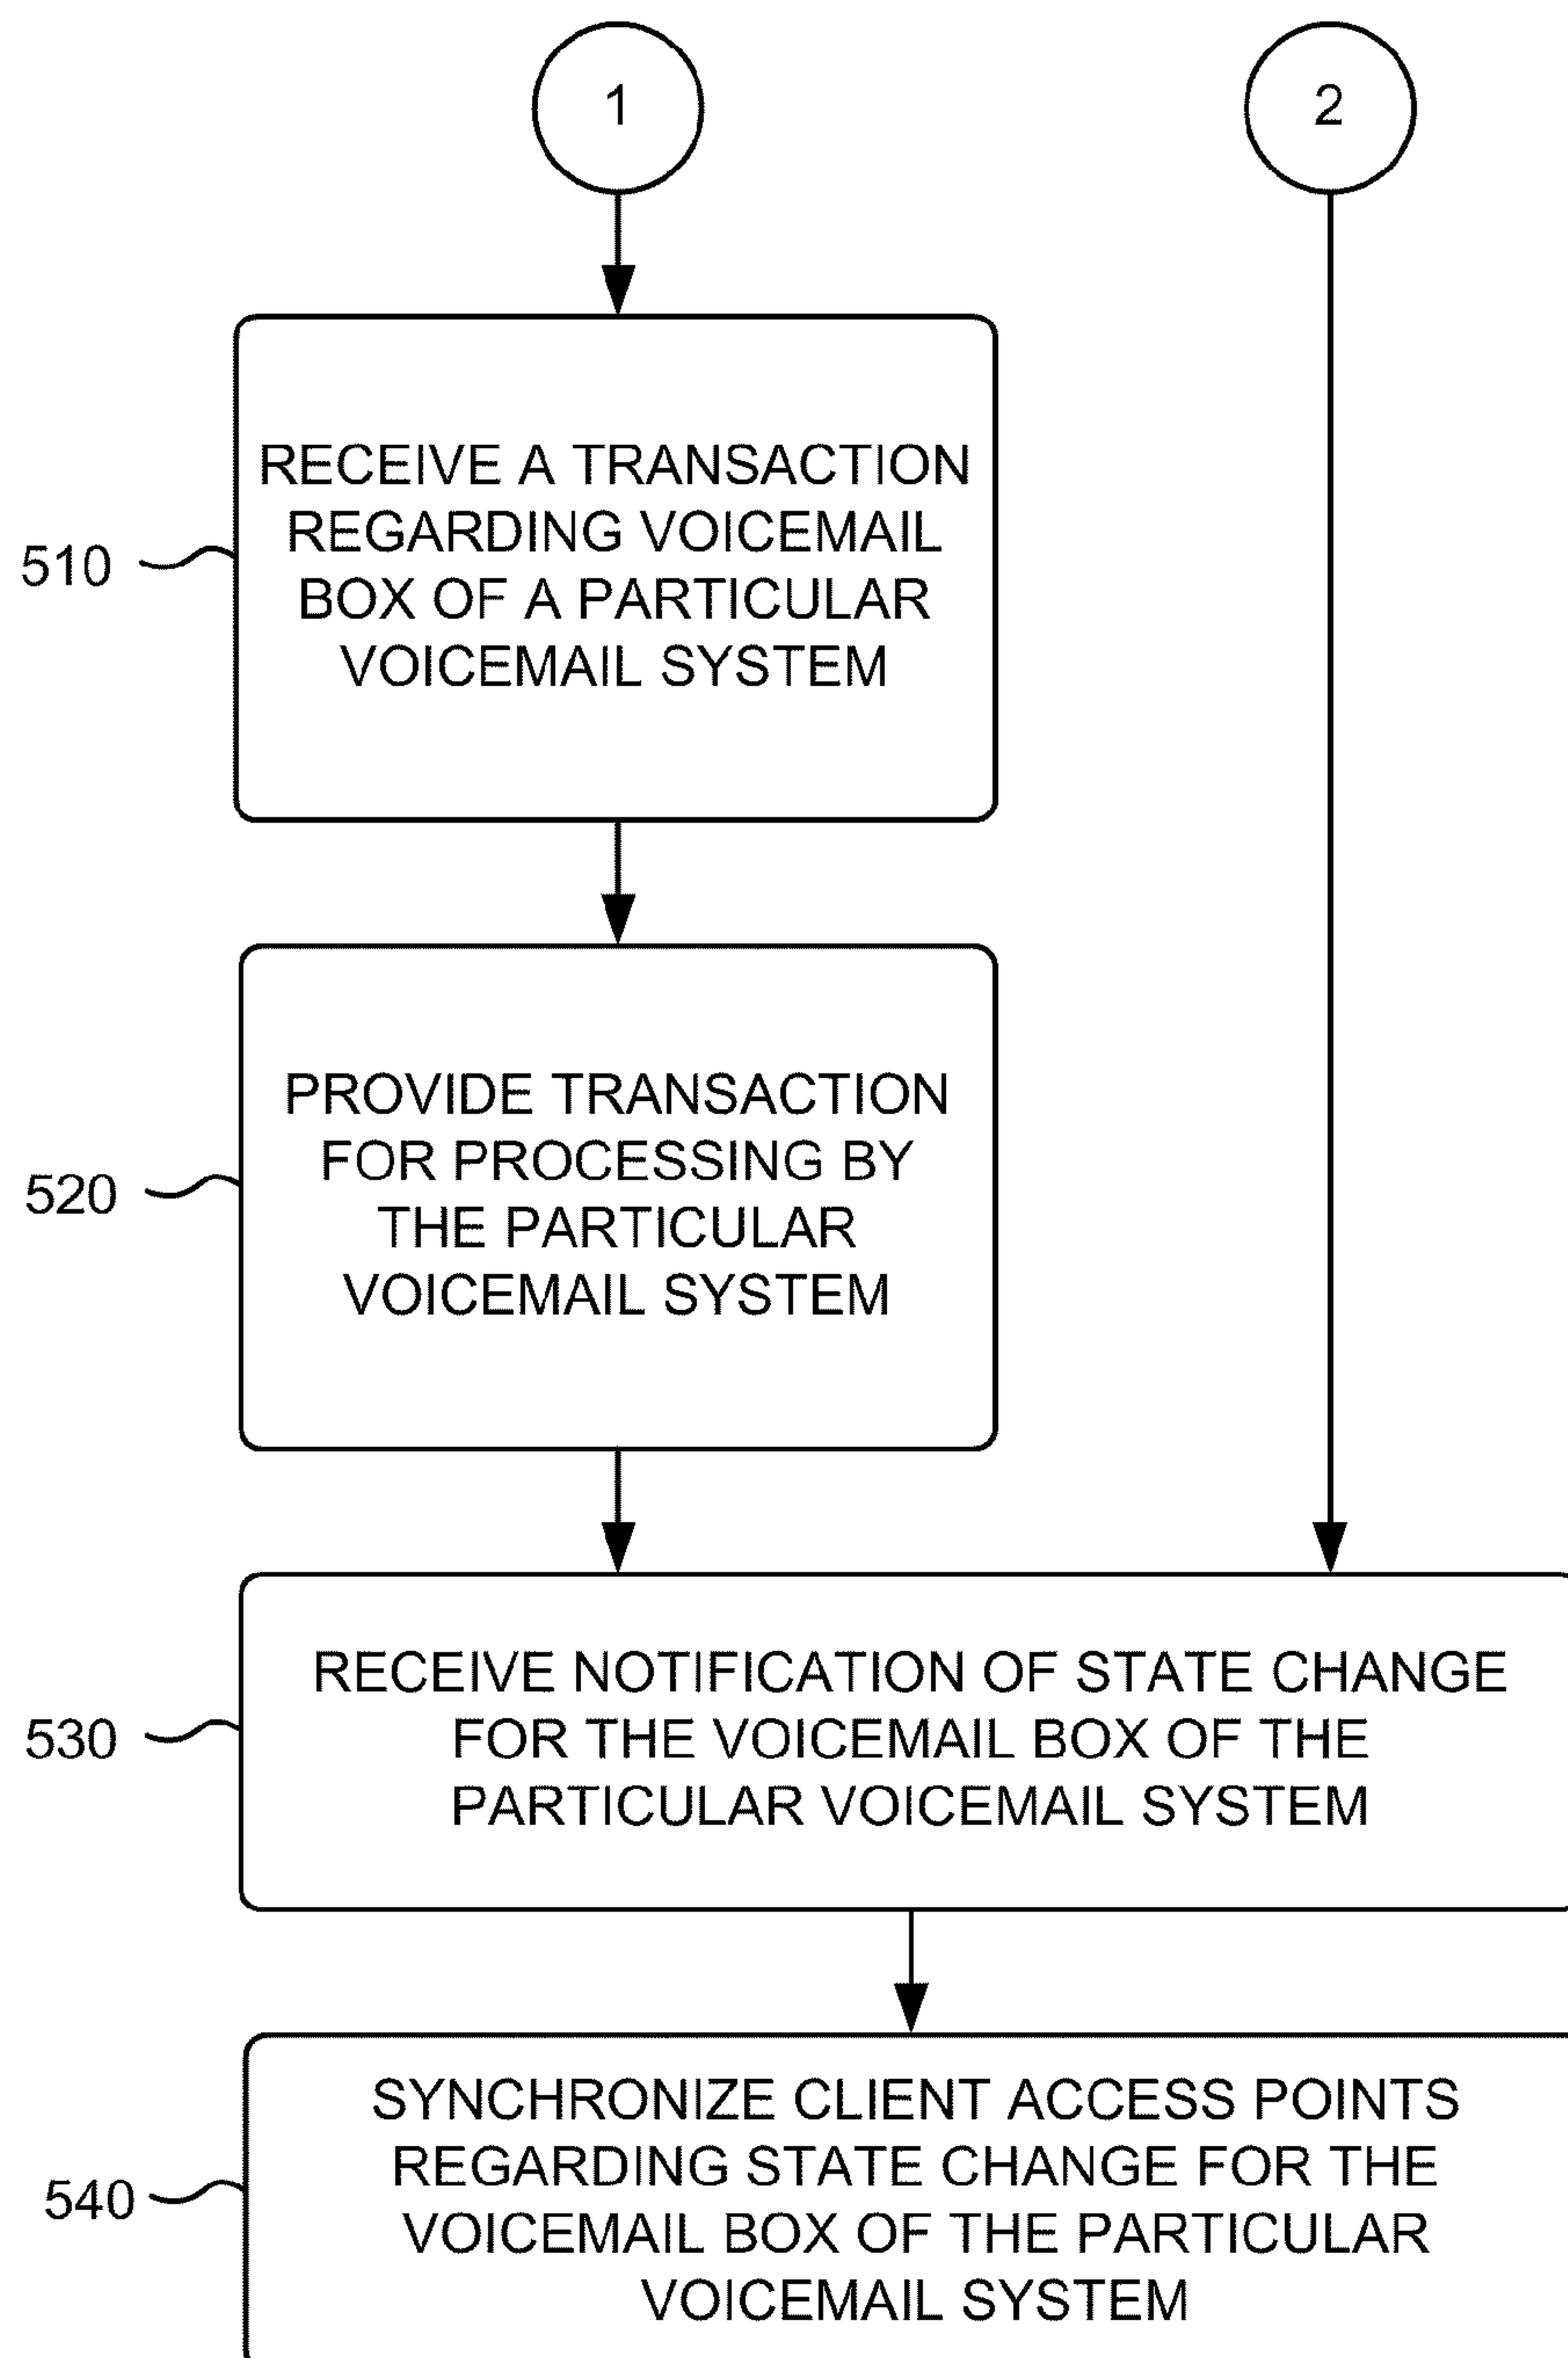 1
2
RECEIVE A TRANSACTION
REGARDING VOICEMAIL
BOX OF A PARTICULAR
VOICEMAIL SYSTEM
510
PROVIDE TRANSACTION
FOR PROCESSING BY
THE PARTICULAR
VOICEMAIL SYSTEM
520
RECEIVE NOTIFICATION OF STATE CHANGE
FOR THE VOICEMAIL BOX OF THE
PARTICULAR VOICEMAIL SYSTEM
530
SYNCHRONIZE CLIENT ACCESS POINTS
REGARDING STATE CHANGE FOR THE
VOICEMAIL BOX OF THE PARTICULAR
VOICEMAIL SYSTEM
540